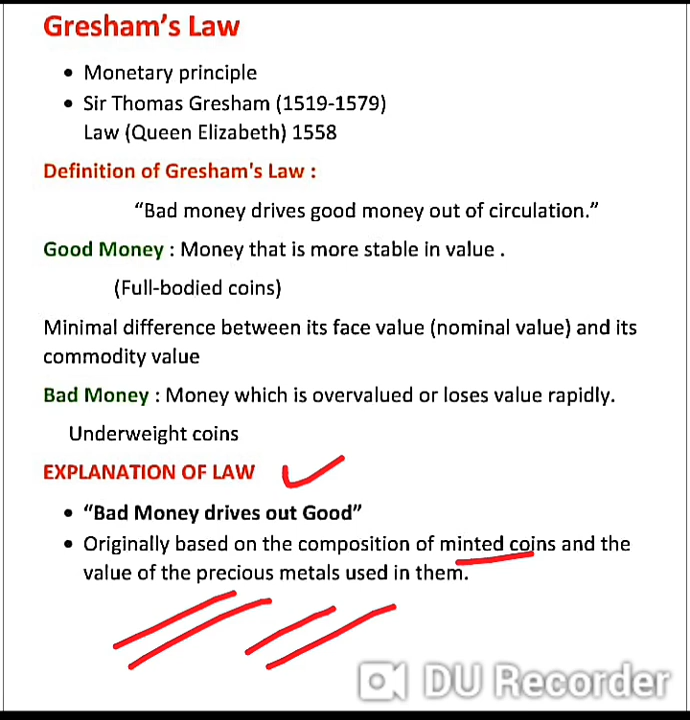 Gresham's Law
• Monetary principle
• Sir Thomas Gresham (1519-1579)
Law (Queen Elizabeth) 1558
Definition of Gresham's Law :
“Bad money drives good money out of circulation.”
Good Money : Money that is more stable in value .
(Full-bodied coins)
Minimal difference between its face value (nominal value) and its
commodity value
Bad Money : Money which is overvalued or loses value rapidly.
Underweight coins
EXPLANATION OF LAW
• “Bad Money drives out Good”
• Originally based on the composition of minted coins and the
value of the precious metals used in them.
DU Recorder